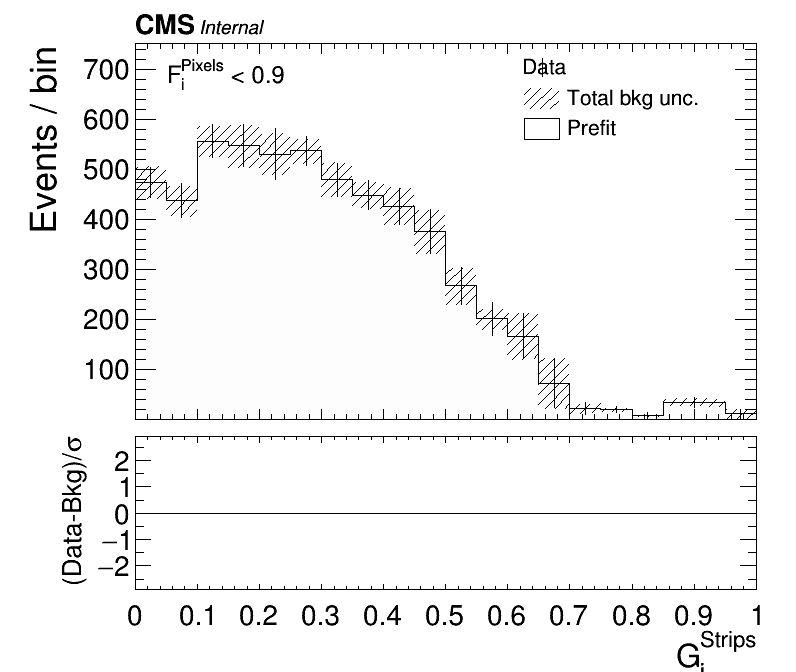 CMS Internal
F_i^Pixels < 0.9
Data
Total bkg unc.
Prefit
Events / bin
700
600
500
400
300
200
100
(Data-Bkg)/σ
2
1
0
−1
−2
0 0.1 0.2 0.3 0.4 0.5 0.6 0.7 0.8 0.9 1
G_i^Strips